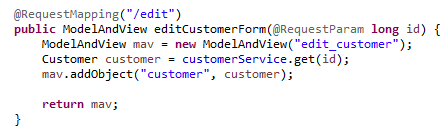 @RequestMapping("/edit")
public ModelAndView editCustomerForm(@RequestParam long id) {
    ModelAndView mav = new ModelAndView("edit_customer");
    Customer customer = customerService.get(id);
    mav.addObject("customer", customer);

    return mav;
}